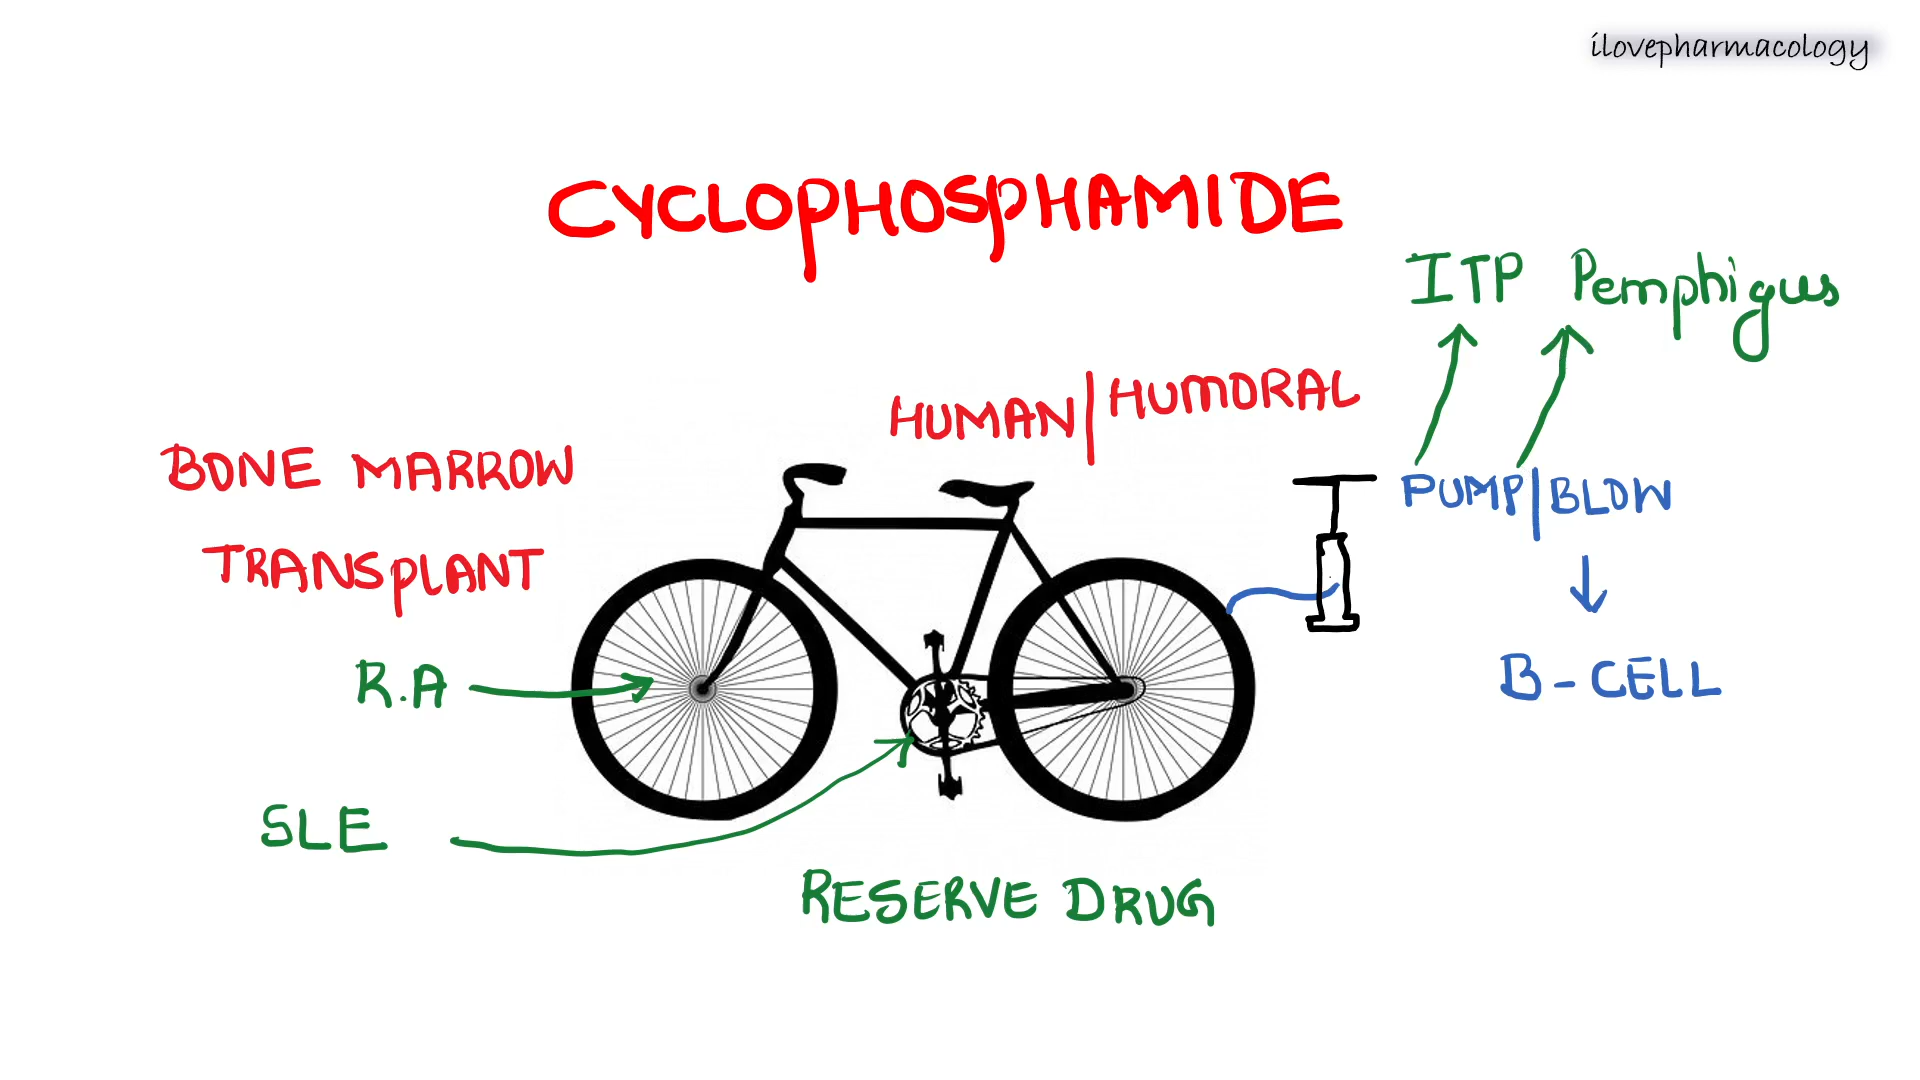 ilovepharmacology
CYCLOPHOSPHAMIDE
ITP Pemphigus
HUMAN|HUMORAL
BONE MARROW
TRANSPLANT
PUMP|BLOW
B-CELL
R.A
SLE
RESERVE DRUG